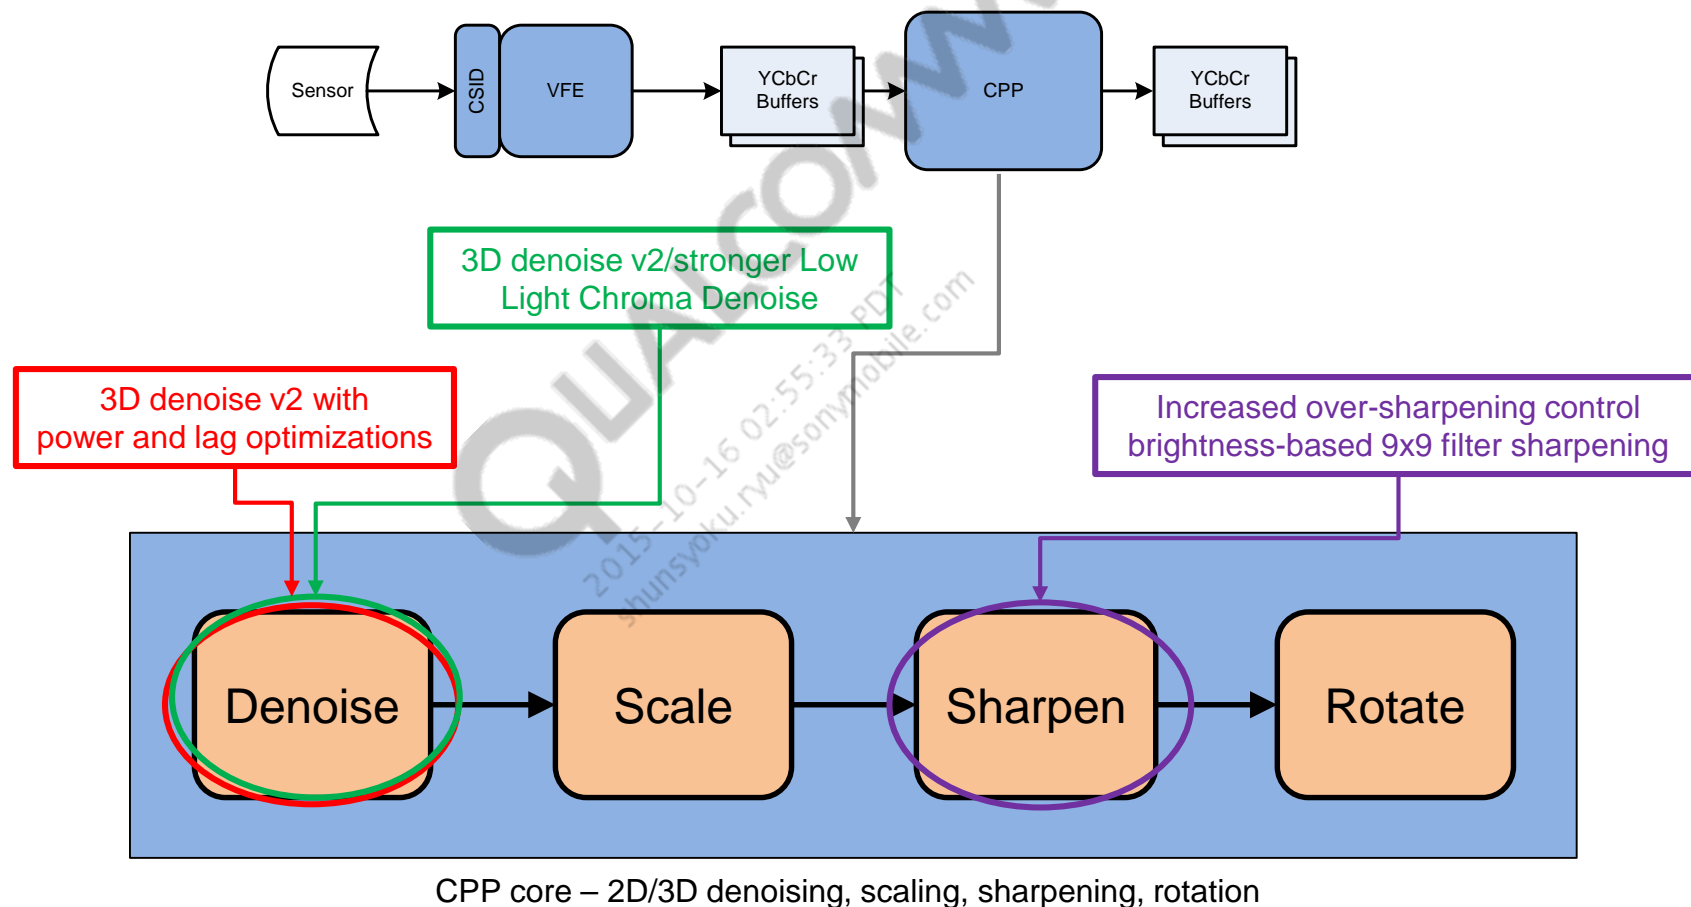 Sensor
CSID
VFE
YCbCr
Buffers
CPP
YCbCr
Buffers
3D denoise v2/stronger Low
Light Chroma Denoise
3D denoise v2 with
power and lag optimizations
Increased over-sharpening control
brightness-based 9x9 filter sharpening
QUALCOMM
2015-10-16 02:55:33 PDT
shunsyoku.ryu@sonymobile.com
Denoise
Scale
Sharpen
Rotate
CPP core – 2D/3D denoising, scaling, sharpening, rotation